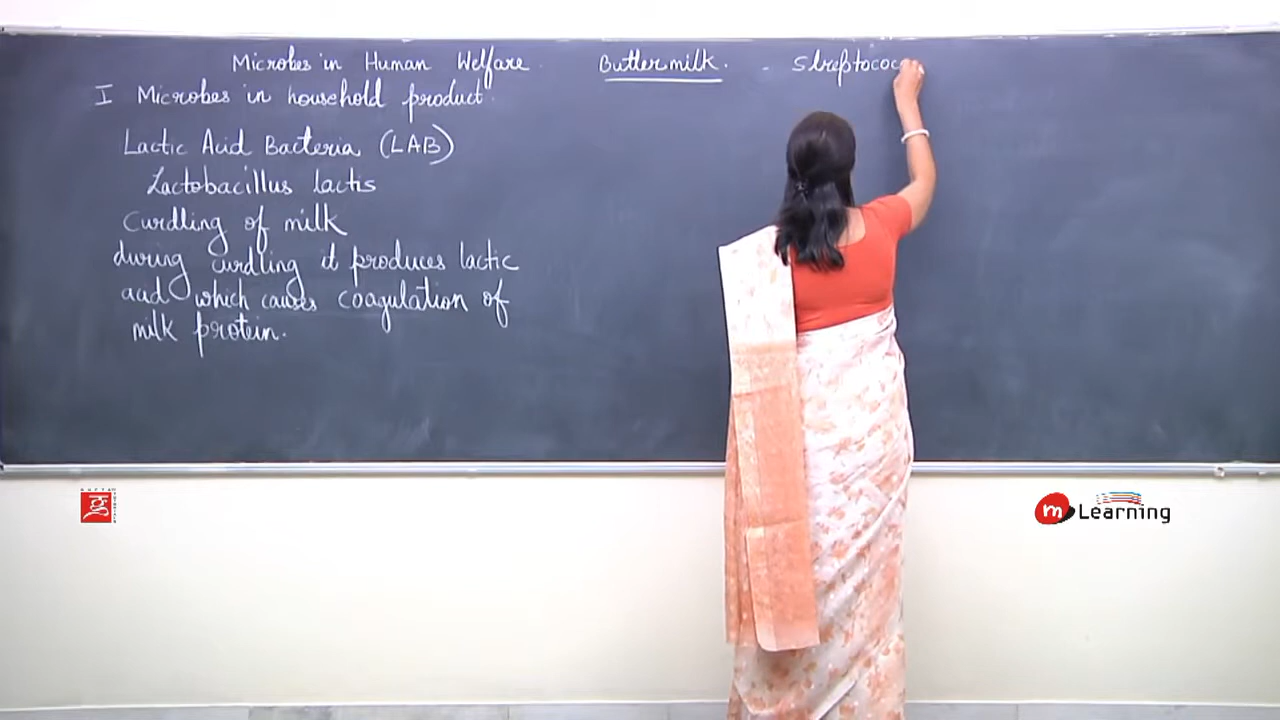 Microbes in Human Welfare.
I Microbes in household product.
Lactic Acid Bacteria (LAB)
Lactobacillus lactis
Curdling of milk
during curdling it produces lactic
acid which causes coagulation of
milk protein.
Buttermilk. - Streptococ
m Learning